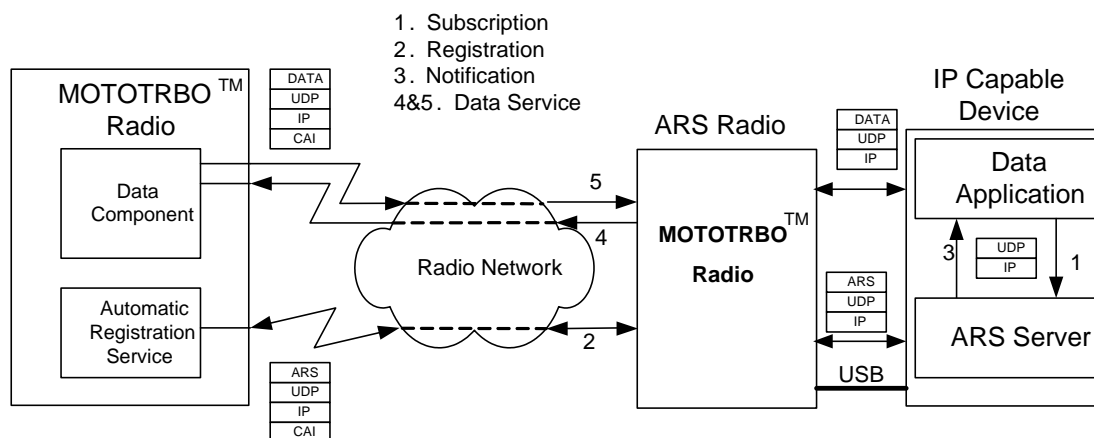 1. Subscription
2. Registration
3. Notification
4&5. Data Service
MOTOTRBO TM
Radio
DATA
UDP
IP
CAI
Data
Component
Automatic
Registration
Service
ARS
UDP
IP
CAI
Radio Network
5
4
2
ARS Radio
MOTOTRBO TM
Radio
DATA
UDP
IP
ARS
UDP
IP
USB
IP Capable
Device
Data
Application
3
UDP
IP
1
ARS Server